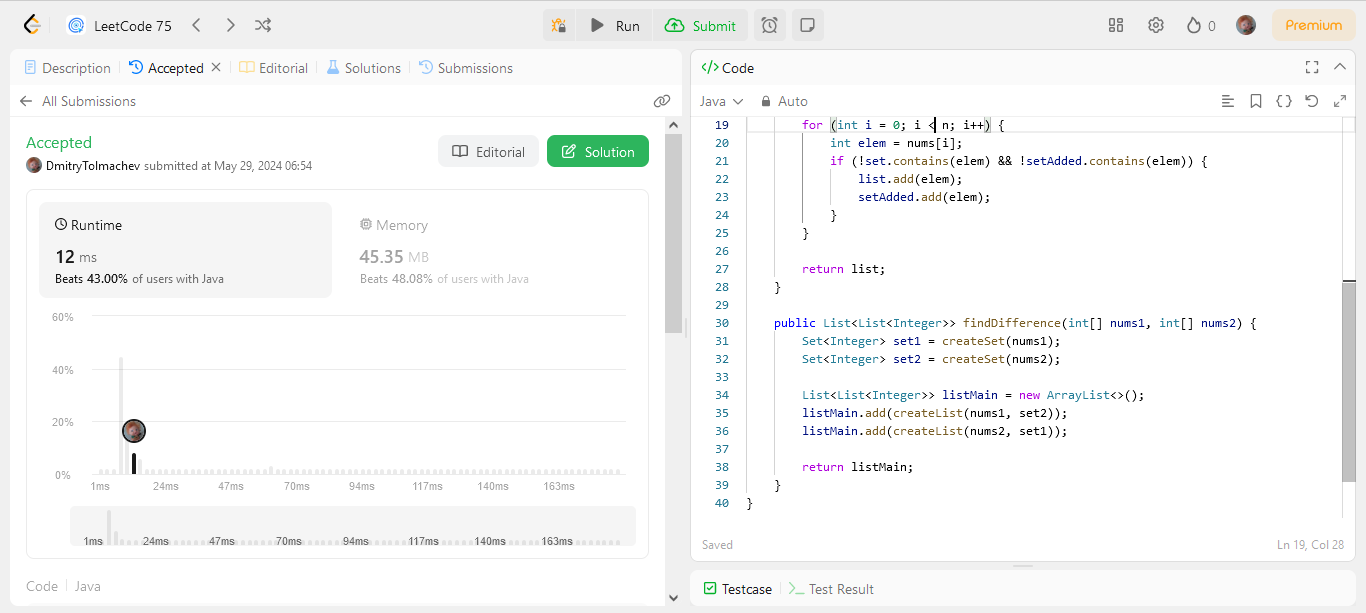 LeetCode 75
Run
Submit
0
Premium
Description
Accepted
Editorial
Solutions
Submissions
All Submissions
Accepted
DmitryTolmachev submitted at May 29, 2024 06:54
Editorial
Solution
Runtime
12 ms
Beats 43.00% of users with Java
Memory
45.35 MB
Beats 48.08% of users with Java
60%
40%
20%
0%
1ms 24ms 47ms 70ms 94ms 117ms 140ms 163ms
1ms 24ms 47ms 70ms 94ms 117ms 140ms 163ms
Code
Java
</> Code
Java
Auto
19 for (int i = 0; i < n; i++) {
20 int elem = nums[i];
21 if (!set.contains(elem) && !setAdded.contains(elem)) {
22 list.add(elem);
23 setAdded.add(elem);
24 }
25 }
26
27 return list;
28 }
29
30 public List<List<Integer>> findDifference(int[] nums1, int[] nums2) {
31 Set<Integer> set1 = createSet(nums1);
32 Set<Integer> set2 = createSet(nums2);
33
34 List<List<Integer>> listMain = new ArrayList<>();
35 listMain.add(createList(nums1, set2));
36 listMain.add(createList(nums2, set1));
37
38 return listMain;
39 }
40 }
Saved
Ln 19, Col 28
Testcase
Test Result